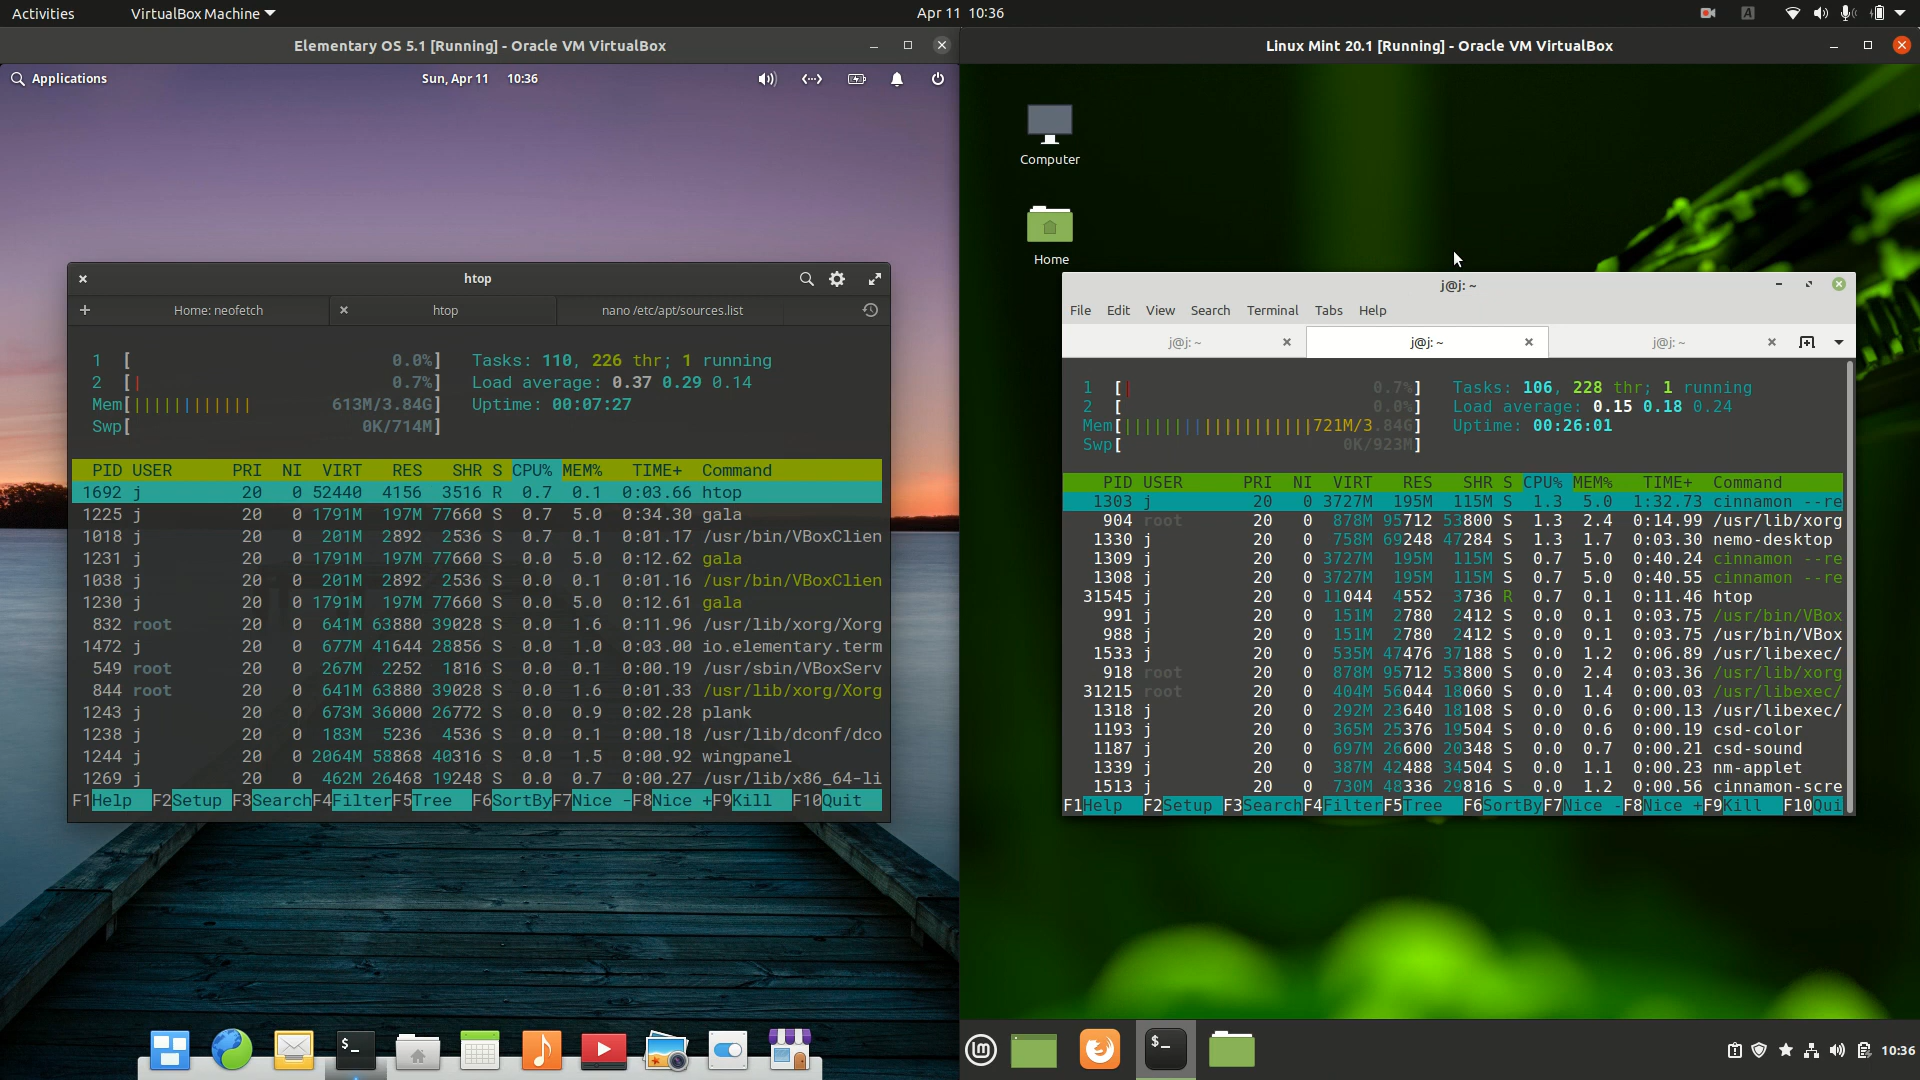 Activities
VirtualBox Machine
Apr 11 10:36
A
Elementary OS 5.1 [Running] - Oracle VM VirtualBox
Applications
Sun, Apr 11 10:36
htop
Home: neofetch
htop
nano /etc/apt/sources.list
1 [ 0.0%] Tasks: 110, 226 thr; 1 running
2 [| 0.7%] Load average: 0.37 0.29 0.14
Mem[|||||||||||| 613M/3.84G] Uptime: 00:07:27
Swp[ 0K/714M]
PID USER PRI NI VIRT RES SHR S CPU% MEM% TIME+ Command
1692 j 20 0 52440 4156 3516 R 0.7 0.1 0:03.66 htop
1225 j 20 0 1791M 197M 77660 S 0.7 5.0 0:34.30 gala
1018 j 20 0 201M 2892 2536 S 0.7 0.1 0:01.17 /usr/bin/VBoxClien
1231 j 20 0 1791M 197M 77660 S 0.0 5.0 0:12.62 gala
1038 j 20 0 201M 2892 2536 S 0.0 0.1 0:01.16 /usr/bin/VBoxClien
1230 j 20 0 1791M 197M 77660 S 0.0 5.0 0:12.61 gala
832 root 20 0 641M 63880 39028 S 0.0 1.6 0:11.96 /usr/lib/xorg/Xorg
1472 j 20 0 677M 41644 28856 S 0.0 1.0 0:03.00 io.elementary.term
549 root 20 0 267M 2252 1816 S 0.0 0.1 0:00.19 /usr/sbin/VBoxServ
844 root 20 0 641M 63880 39028 S 0.0 1.6 0:01.33 /usr/lib/xorg/Xorg
1243 j 20 0 673M 36000 26772 S 0.0 0.9 0:02.28 plank
1238 j 20 0 183M 5236 4536 S 0.0 0.1 0:00.18 /usr/lib/dconf/dco
1244 j 20 0 2064M 58868 40316 S 0.0 1.5 0:00.92 wingpanel
1269 j 20 0 462M 26468 19248 S 0.0 0.7 0:00.27 /usr/lib/x86_64-li
F1Help F2Setup F3SearchF4FilterF5Tree F6SortByF7Nice -F8Nice +F9Kill F10Quit
Linux Mint 20.1 [Running] - Oracle VM VirtualBox
Computer
Home
j@j: ~
File Edit View Search Terminal Tabs Help
j@j: ~
j@j: ~
j@j: ~
1 [| 0.7%] Tasks: 106, 228 thr; 1 running
2 [ 0.0%] Load average: 0.15 0.18 0.24
Mem[|||||||||||||||||||721M/3.84G] Uptime: 00:26:01
Swp[ 0K/923M]
PID USER PRI NI VIRT RES SHR S CPU% MEM% TIME+ Command
1303 j 20 0 3727M 195M 115M S 1.3 5.0 1:32.73 cinnamon --re
904 root 20 0 878M 95712 53800 S 1.3 2.4 0:14.99 /usr/lib/xorg
1330 j 20 0 758M 69248 47284 S 1.3 1.7 0:03.30 nemo-desktop
1309 j 20 0 3727M 195M 115M S 0.7 5.0 0:40.24 cinnamon --re
1308 j 20 0 3727M 195M 115M S 0.7 5.0 0:40.55 cinnamon --re
31545 j 20 0 11044 4552 3736 R 0.7 0.1 0:11.46 htop
991 j 20 0 151M 2780 2412 S 0.0 0.1 0:03.75 /usr/bin/VBox
988 j 20 0 151M 2780 2412 S 0.0 0.1 0:03.75 /usr/bin/VBox
1533 j 20 0 535M 47476 37188 S 0.0 1.2 0:06.89 /usr/libexec/
918 root 20 0 878M 95712 53800 S 0.0 2.4 0:03.36 /usr/lib/xorg
31215 root 20 0 404M 56044 18060 S 0.0 1.4 0:00.03 /usr/libexec/
1318 j 20 0 292M 23640 18108 S 0.0 0.6 0:00.13 /usr/libexec/
1193 j 20 0 365M 25376 19504 S 0.0 0.6 0:00.19 csd-color
1187 j 20 0 697M 26600 20348 S 0.0 0.7 0:00.21 csd-sound
1339 j 20 0 387M 42488 34504 S 0.0 1.1 0:00.23 nm-applet
1513 j 20 0 730M 48336 29816 S 0.0 1.2 0:00.56 cinnamon-scre
F1Help F2Setup F3SearchF4FilterF5Tree F6SortByF7Nice -F8Nice +F9Kill F10Qui
10:36